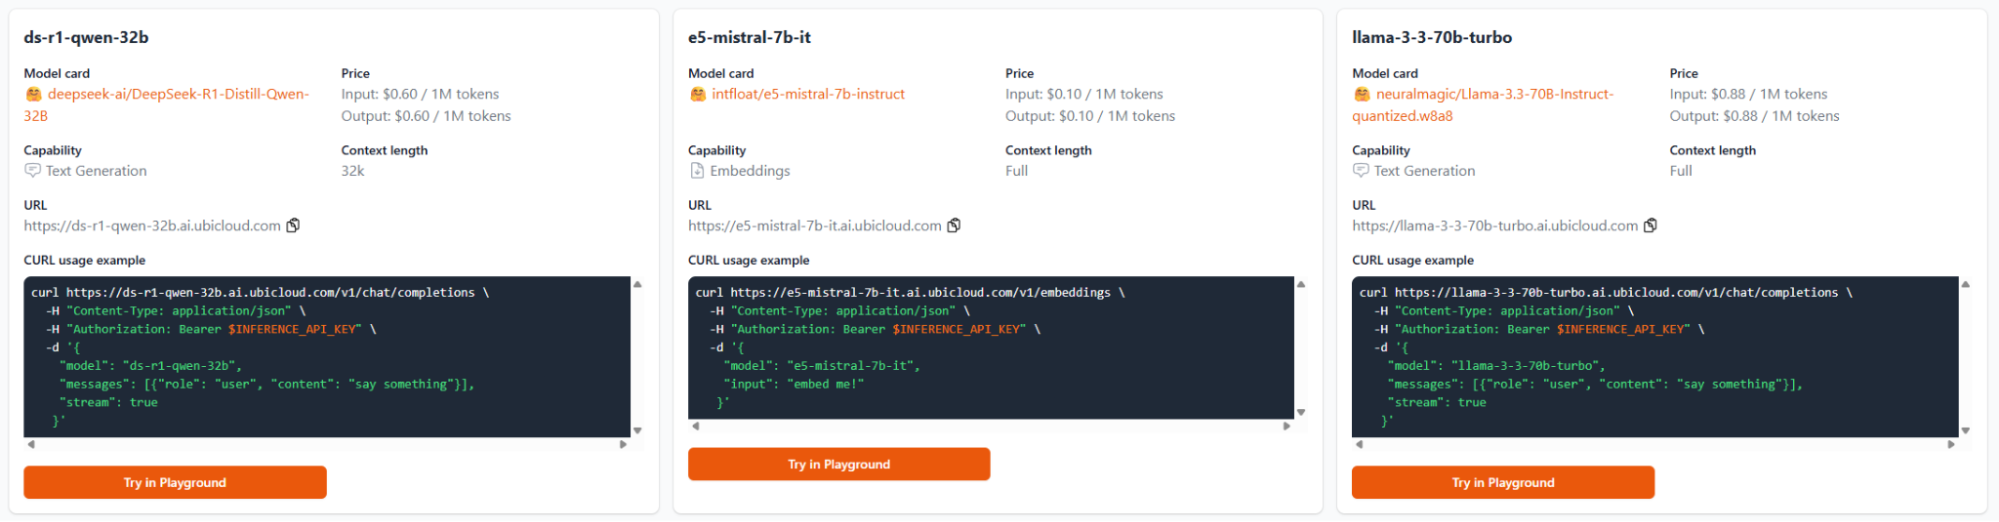 ds-r1-qwen-32b
Model card
deepseek-ai/DeepSeek-R1-Distill-Qwen-
32B
Price
Input: $0.60 / 1M tokens
Output: $0.60 / 1M tokens
Capability
Text Generation
Context length
32k
URL
https://ds-r1-qwen-32b.ai.ubicloud.com
CURL usage example
curl https://ds-r1-qwen-32b.ai.ubicloud.com/v1/chat/completions \
-H "Content-Type: application/json" \
-H "Authorization: Bearer $INFERENCE_API_KEY" \
-d '{
"model": "ds-r1-qwen-32b",
"messages": [{"role": "user", "content": "say something"}],
"stream": true
}'
Try in Playground
e5-mistral-7b-it
Model card
intfloat/e5-mistral-7b-instruct
Price
Input: $0.10 / 1M tokens
Output: $0.10 / 1M tokens
Capability
Embeddings
Context length
Full
URL
https://e5-mistral-7b-it.ai.ubicloud.com
CURL usage example
curl https://e5-mistral-7b-it.ai.ubicloud.com/v1/embeddings \
-H "Content-Type: application/json" \
-H "Authorization: Bearer $INFERENCE_API_KEY" \
-d '{
"model": "e5-mistral-7b-it",
"input": "embed me!"
}'
Try in Playground
llama-3-3-70b-turbo
Model card
neuralmagic/Llama-3.3-70B-Instruct-
quantized.w8a8
Price
Input: $0.88 / 1M tokens
Output: $0.88 / 1M tokens
Capability
Text Generation
Context length
Full
URL
https://llama-3-3-70b-turbo.ai.ubicloud.com
CURL usage example
curl https://llama-3-3-70b-turbo.ai.ubicloud.com/v1/chat/completions \
-H "Content-Type: application/json" \
-H "Authorization: Bearer $INFERENCE_API_KEY" \
-d '{
"model": "llama-3-3-70b-turbo",
"messages": [{"role": "user", "content": "say something"}],
"stream": true
}'
Try in Playground